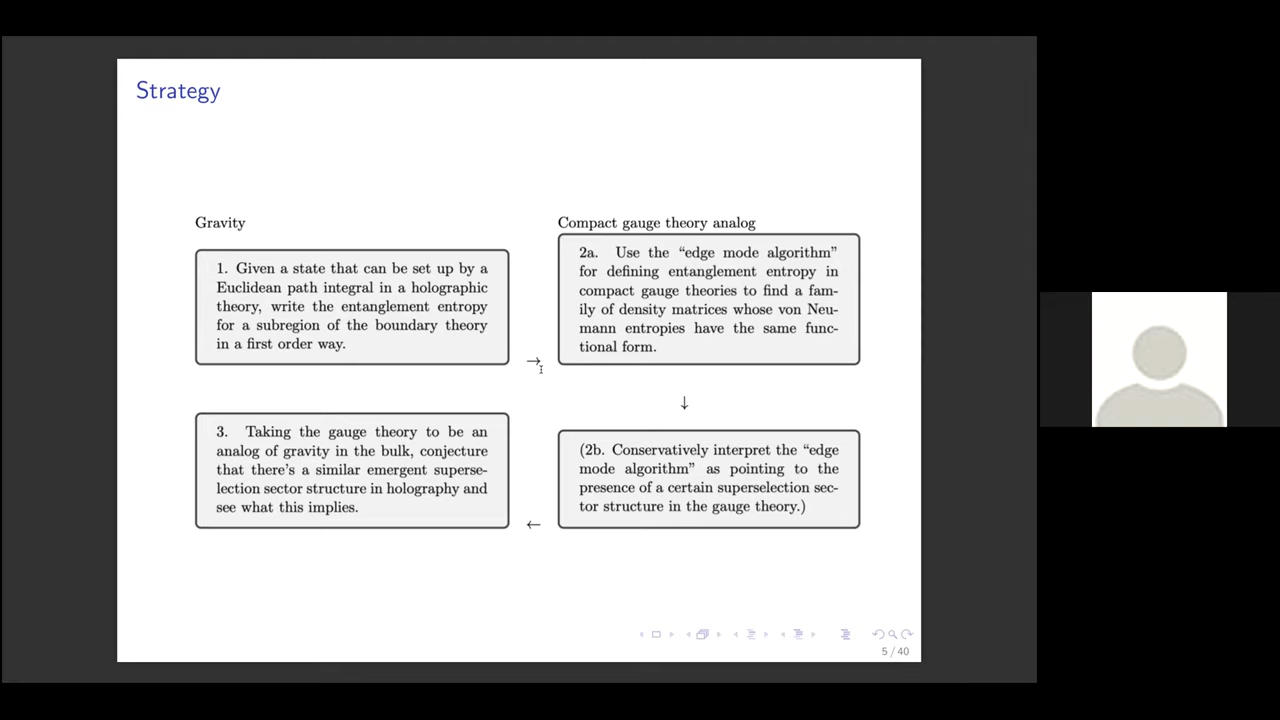 Strategy
Gravity
1. Given a state that can be set up by a
Euclidean path integral in a holographic
theory, write the entanglement entropy
for a subregion of the boundary theory
in a first order way.
→
Compact gauge theory analog
2a. Use the “edge mode algorithm”
for defining entanglement entropy in
compact gauge theories to find a fam-
ily of density matrices whose von Neu-
mann entropies have the same func-
tional form.
↓
(2b. Conservatively interpret the “edge
mode algorithm” as pointing to the
presence of a certain superselection sec-
tor structure in the gauge theory.)
←
3. Taking the gauge theory to be an
analog of gravity in the bulk, conjecture
that there’s a similar emergent superse-
lection sector structure in holography and
see what this implies.
5 / 40